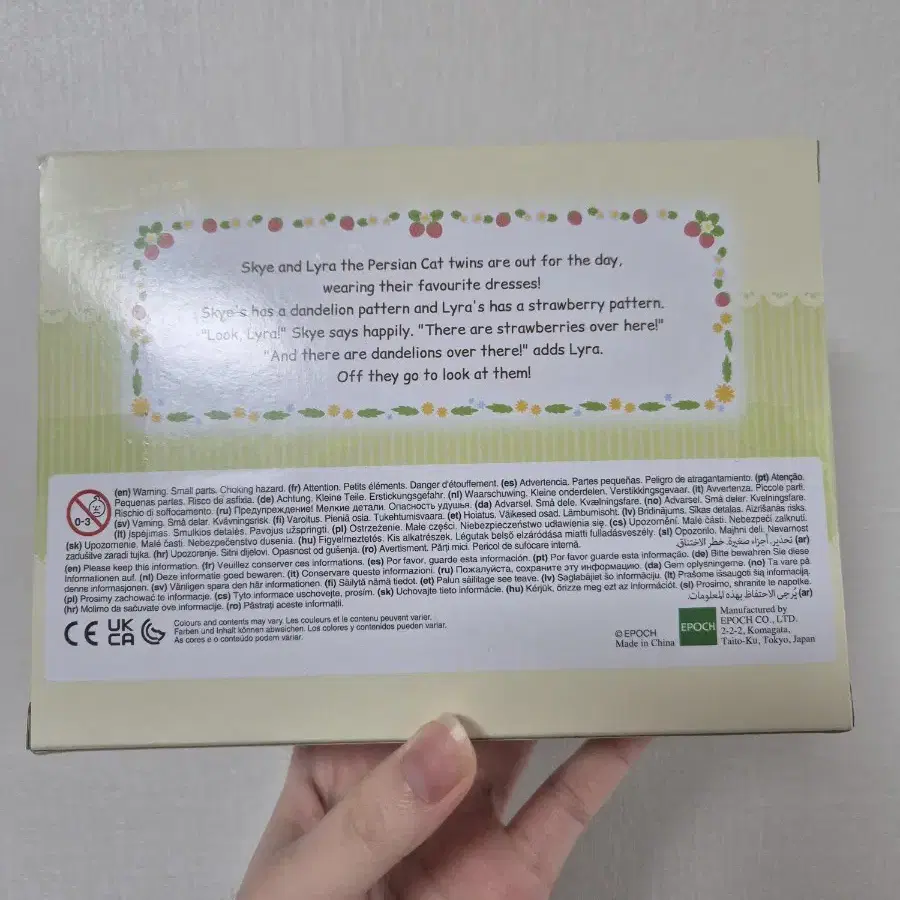 Skye and Lyra the Persian Cat twins are out for the day,
wearing their favourite dresses!
Skye's has a dandelion pattern and Lyra's has a strawberry pattern.
"Look, Lyra!" Skye says happily. "There are strawberries over here!"
"And there are dandelions over there!" adds Lyra.
Off they go to look at them!
0-3
(en) Warning. Small parts. Choking hazard. (fr) Attention. Petits éléments. Danger d'étouffement. (es) Advertencia. Partes pequeñas. Peligro de atragantamiento. (pt) Atenção.
Pequenas partes. Risco de asfixia. (de) Achtung. Kleine Teile. Erstickungsgefahr. (nl) Waarschuwing. Kleine onderdelen. Verstikkingsgevaar. (it) Avvertenza. Piccole parti.
Rischio di soffocamento. (ru) Предупреждение! Мелкие детали. Опасность удушья. (da) Advarsel. Små dele. Kvælningsfare. (no) Advarsel. Små deler. Kvelningsfare.
(sv) Varning. Små delar. Kvävningsrisk. (fi) Varoitus. Pieniä osia. Tukehtumisvaara. (et) Hoiatus. Väikesed osad. Lämbumisoht. (lv) Brīdinājums. Sīkas detaļas. Aizrīšanās risks.
(lt) Įspėjimas. Smulkios detalės. Pavojus užspringti. (pl) Ostrzeżenie. Małe części. Niebezpieczeństwo udławienia się. (cs) Upozornění. Malé části. Nebezpečí zalknutí.
(sk) Upozornenie. Malé časti. Nebezpečenstvo dusenia. (hu) Figyelmeztetés. Kis alkatrészek. Légutak belső elzáródása miatti fulladásveszély. (sl) Opozorilo. Majhni deli. Nevarnost
zadušitve zaradi tujka. (hr) Upozorenje. Sitni dijelovi. Opasnost od gušenja. (ro) Avertisment. Părți mici. Pericol de sufocare internă. (ar) تحذير. أجزاء صغيرة. خطر الاختناق.
(en) Please keep this information. (fr) Veuillez conserver ces informations. (es) Por favor, guarde esta información. (pt) Por favor guarde esta informação. (de) Bitte bewahren Sie diese
Informationen auf. (nl) Deze informatie goed bewaren. (it) Conservare queste informazioni. (ru) Пожалуйста, сохраните эту информацию. (da) Gem oplysningerne. (no) Ta vare på
denne informasjonen. (sv) Vänligen spara den här informationen. (fi) Säilytä nämä tiedot. (et) Palun säilitage see teave. (lv) Saglabājiet šo informāciju. (lt) Prašome išsaugoti šią informaciją.
(pl) Prosimy zachować te informacje. (cs) Tyto informace uschovejte, prosím. (sk) Uchovajte tieto informácie. (hu) Kérjük, őrizze meg ezt az Információt. (sl) Prosimo, shranite te napotke.
(hr) Molimo da sačuvate ove informacije. (ro) Păstrați aceste informații. (ar) يُرجى الاحتفاظ بهذه المعلومات.
CE UK CA
Colours and contents may vary. Les couleurs et le contenu peuvent varier.
Farben und Inhalt können abweichen. Los colores y contenidos pueden variar.
As cores e o conteúdo podem variar.
© EPOCH
Made in China
EPOCH
Manufactured by
EPOCH CO., LTD.
2-2-2, Komagata,
Taito-Ku, Tokyo, Japan